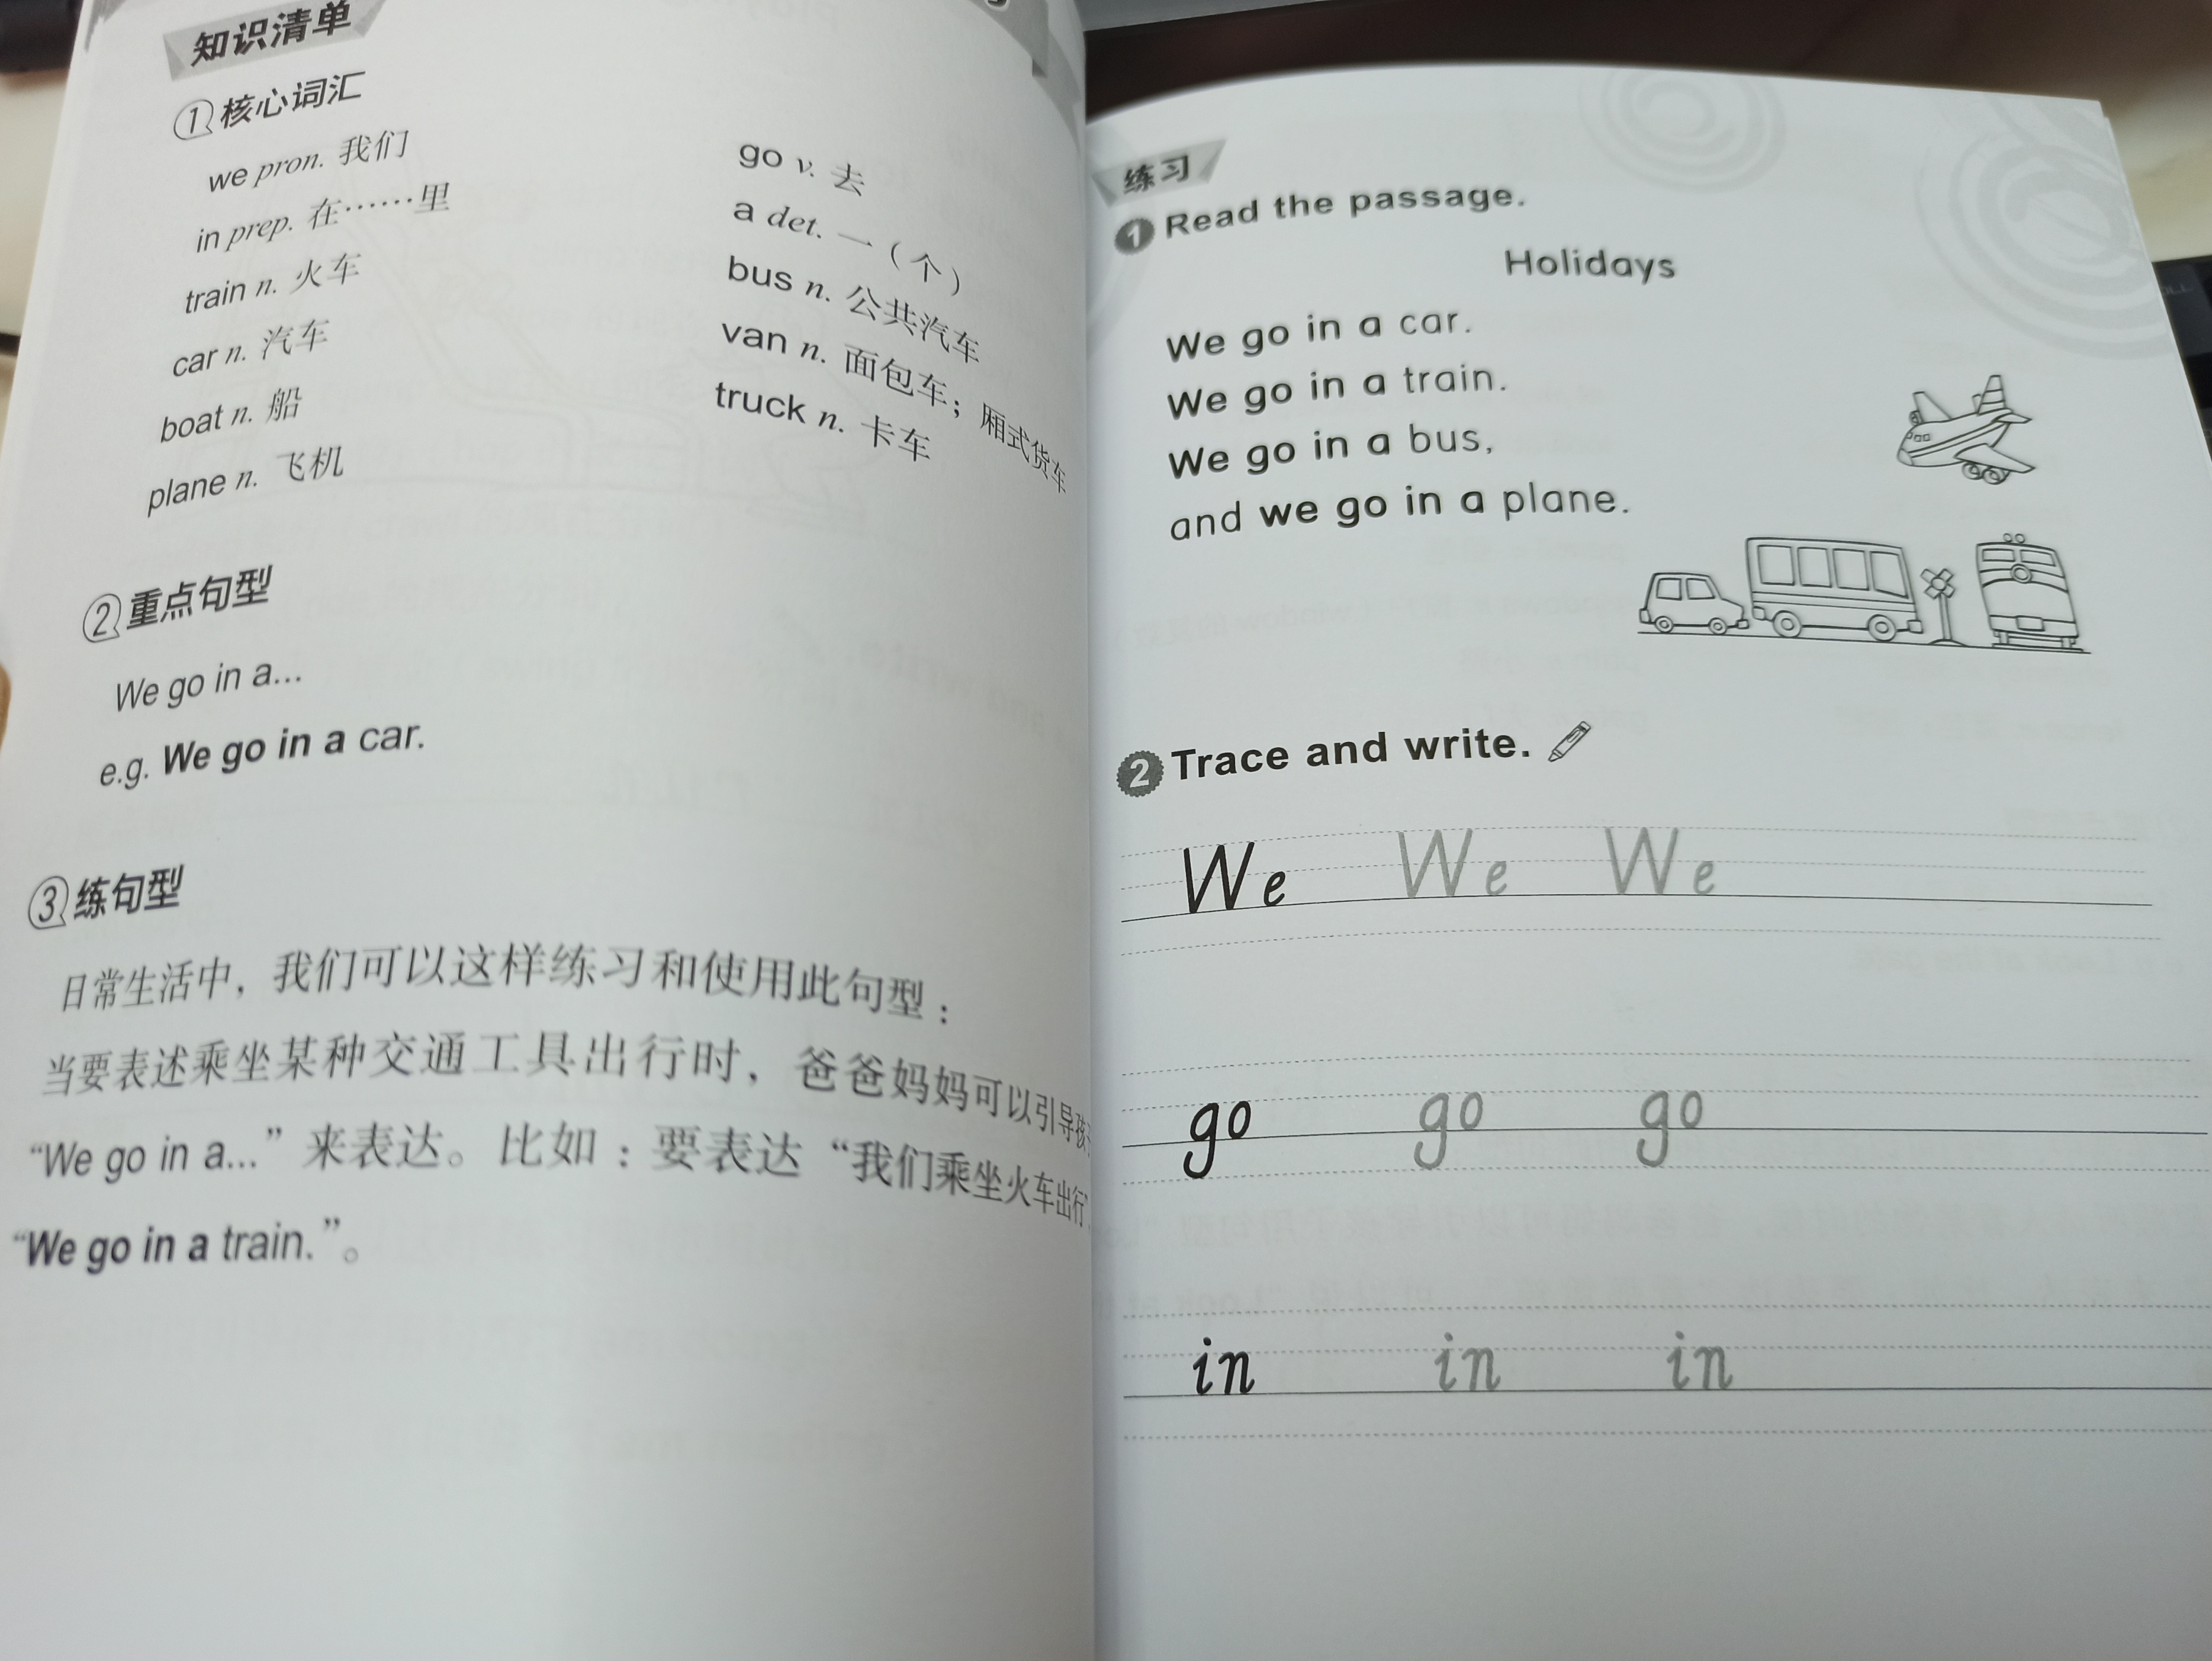 知识清单
①核心词汇
we pron. 我们
in prep. 在……里
train n. 火车
car n. 汽车
boat n. 船
plane n. 飞机
go v. 去
a det. 一（个）
bus n. 公共汽车
van n. 面包车；厢式货车
truck n. 卡车
②重点句型
We go in a...
e.g. We go in a car.
③练句型
日常生活中，我们可以这样练习和使用此句型：
当要表述乘坐某种交通工具出行时，爸爸妈妈可以引导孩
“We go in a...”来表达。比如：要表达“我们乘坐火车出行”
“We go in a train.”。
练习
1 Read the passage.
Holidays
We go in a car.
We go in a train.
We go in a bus,
and we go in a plane.
2 Trace and write.
We We We
go go go
in in in